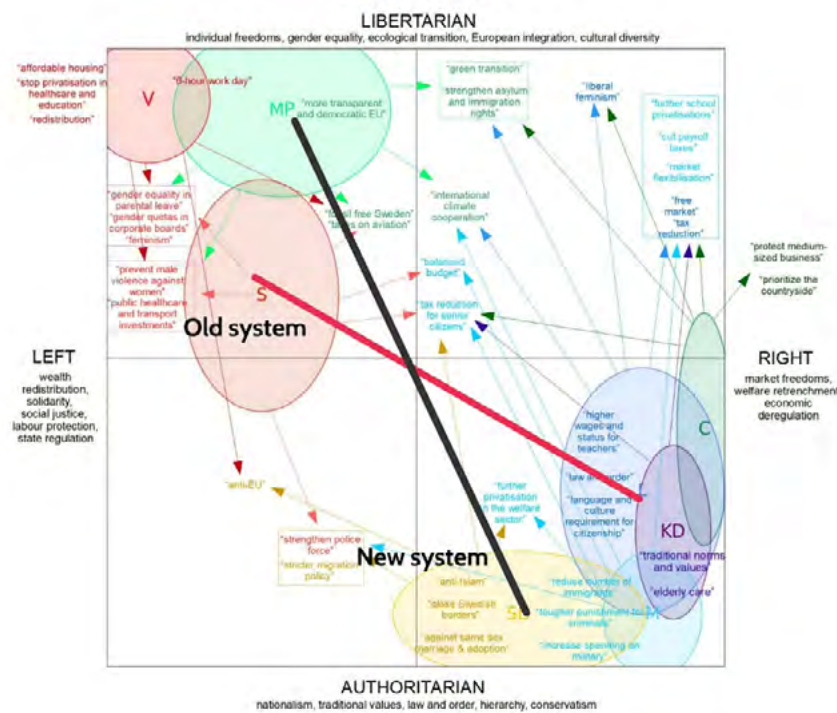 LIBERTARIAN
individual freedoms, gender equality, ecological transition, European integration, cultural diversity
"affordable housing"
"stop privatisation in
healthcare and
education"
"redistribution"
V
"6-hour work day"
MP
"more transparent
and democratic EU"
"green transition"
"strengthen asylum
and immigration
rights"
"liberal
feminism"
"further school
privatisations"
"cut payroll
taxes"
"market
flexibilisation"
"free
market"
"tax
reduction"
"gender equality in
parental leave"
"gender quotas in
corporate boards"
"feminism"
"fossil free Sweden"
"taxes on aviation"
"international
climate
cooperation"
"protect medium-
sized business"
"prioritize the
countryside"
"prevent male
violence against
women"
"public healthcare
and transport
investments"
S
Old system
"balanced
budget"
"tax reduction
for senior
citizens"
LEFT
wealth
redistribution,
solidarity,
social justice,
labour protection,
state regulation
RIGHT
market freedoms,
welfare retrenchment
economic
deregulation
"higher
wages and
status for
teachers"
C
"law and order"
"language and
culture
requirement for
citizenship"
KD
"traditional norms
and values"
"elderly care"
"anti-EU"
"further
privatisation
in the welfare
sector"
"strengthen police
force"
"stricter migration
policy"
New system
"anti-Islam"
borders"
"against same sex
marriage & adoption"
SD
"reduce number of
immigrants"
"tougher punishment for
criminals"
M
"increase spending on
military"
AUTHORITARIAN
nationalism, traditional values, law and order, hierarchy, conservatism